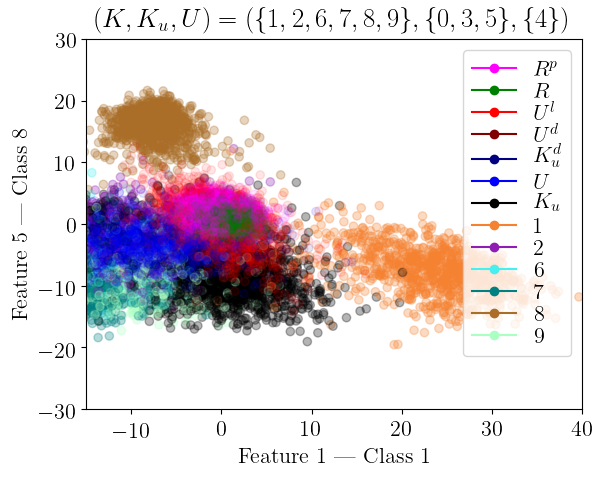 (K, K_u, U) = ({1, 2, 6, 7, 8, 9}, {0, 3, 5}, {4})
30
20
10
0
−10
−20
−30
Feature 5 — Class 8
R^p
R
U^l
U^d
K_u^d
U
K_u
1
2
6
7
8
9
−10
0
10
20
30
40
Feature 1 — Class 1